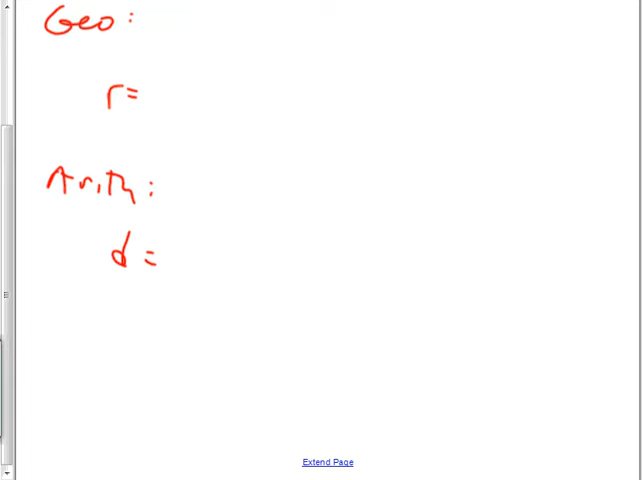 Geo:
r=
Arith:
d=
Extend Page